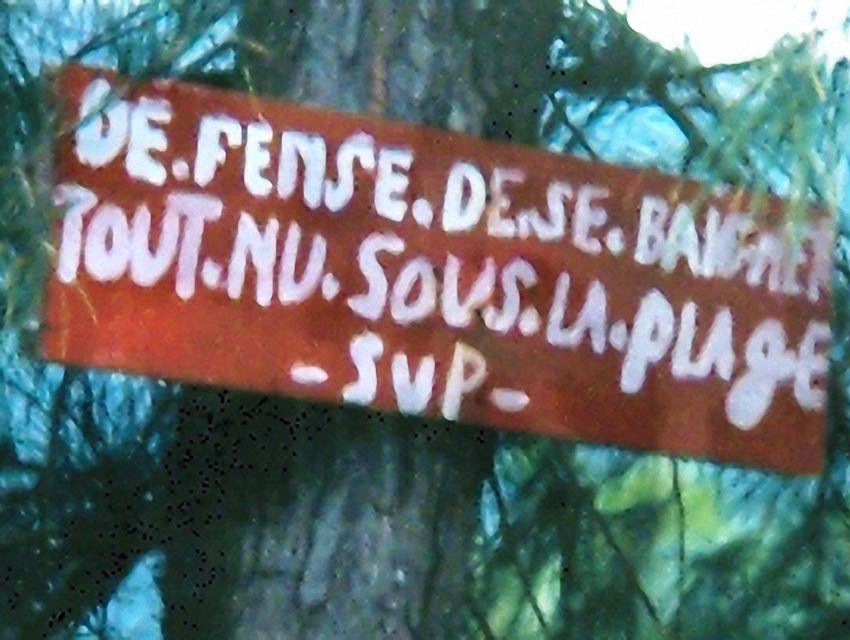 DE.FENSE.DE.SE.BAIGNER
TOUT.NU.SOUS.LA.PLAGE
-SVP-